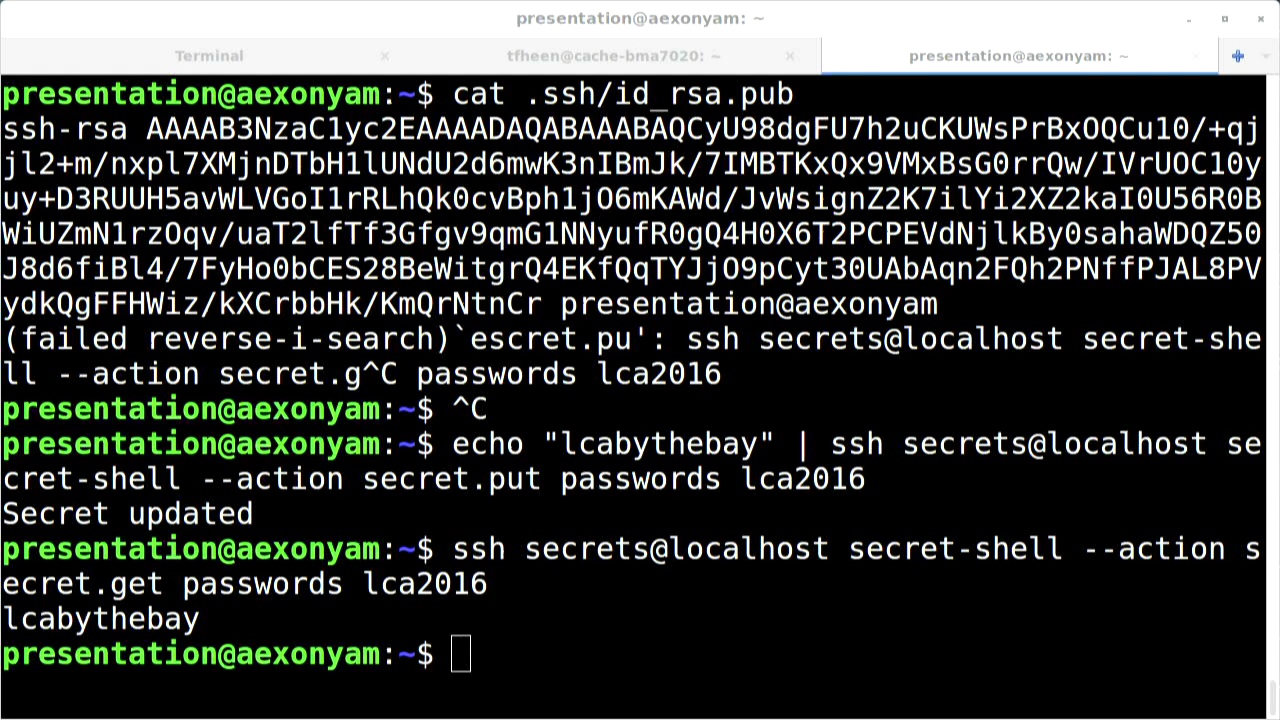 presentation@aexonyam: ~
Terminal
tfheen@cache-bma7020: ~
presentation@aexonyam: ~
presentation@aexonyam:~$ cat .ssh/id_rsa.pub
ssh-rsa AAAAB3NzaC1yc2EAAAADAQABAAABAQCyU98dgFU7h2uCKUWsPrBxOQCu10/+qj
jl2+m/nxpl7XMjnDTbH1lUNdU2d6mwK3nIBmJk/7IMBTKxQx9VMxBsG0rrQw/IVrUOC10y
uy+D3RUUH5avWLVGoI1rRLhQk0cvBph1jO6mKAWd/JvWsignZ2K7ilYi2XZ2kaI0U56R0B
WiUZmN1rzOqv/uaT2lfTf3Gfgv9qmG1NNyufR0gQ4H0X6T2PCPEVdNjlkBy0sahaWDQZ50
J8d6fiBl4/7FyHo0bCES28BeWitgrQ4EKfQqTYJjO9pCyt30UAbAqn2FQh2PNffPJAL8PV
ydkQgFFHWiz/kXCrbbHk/KmQrNtnCr presentation@aexonyam
(failed reverse-i-search)`escret.pu': ssh secrets@localhost secret-she
ll --action secret.g^C passwords lca2016
presentation@aexonyam:~$ ^C
presentation@aexonyam:~$ echo "lcabythebay" | ssh secrets@localhost se
cret-shell --action secret.put passwords lca2016
Secret updated
presentation@aexonyam:~$ ssh secrets@localhost secret-shell --action s
ecret.get passwords lca2016
lcabythebay
presentation@aexonyam:~$